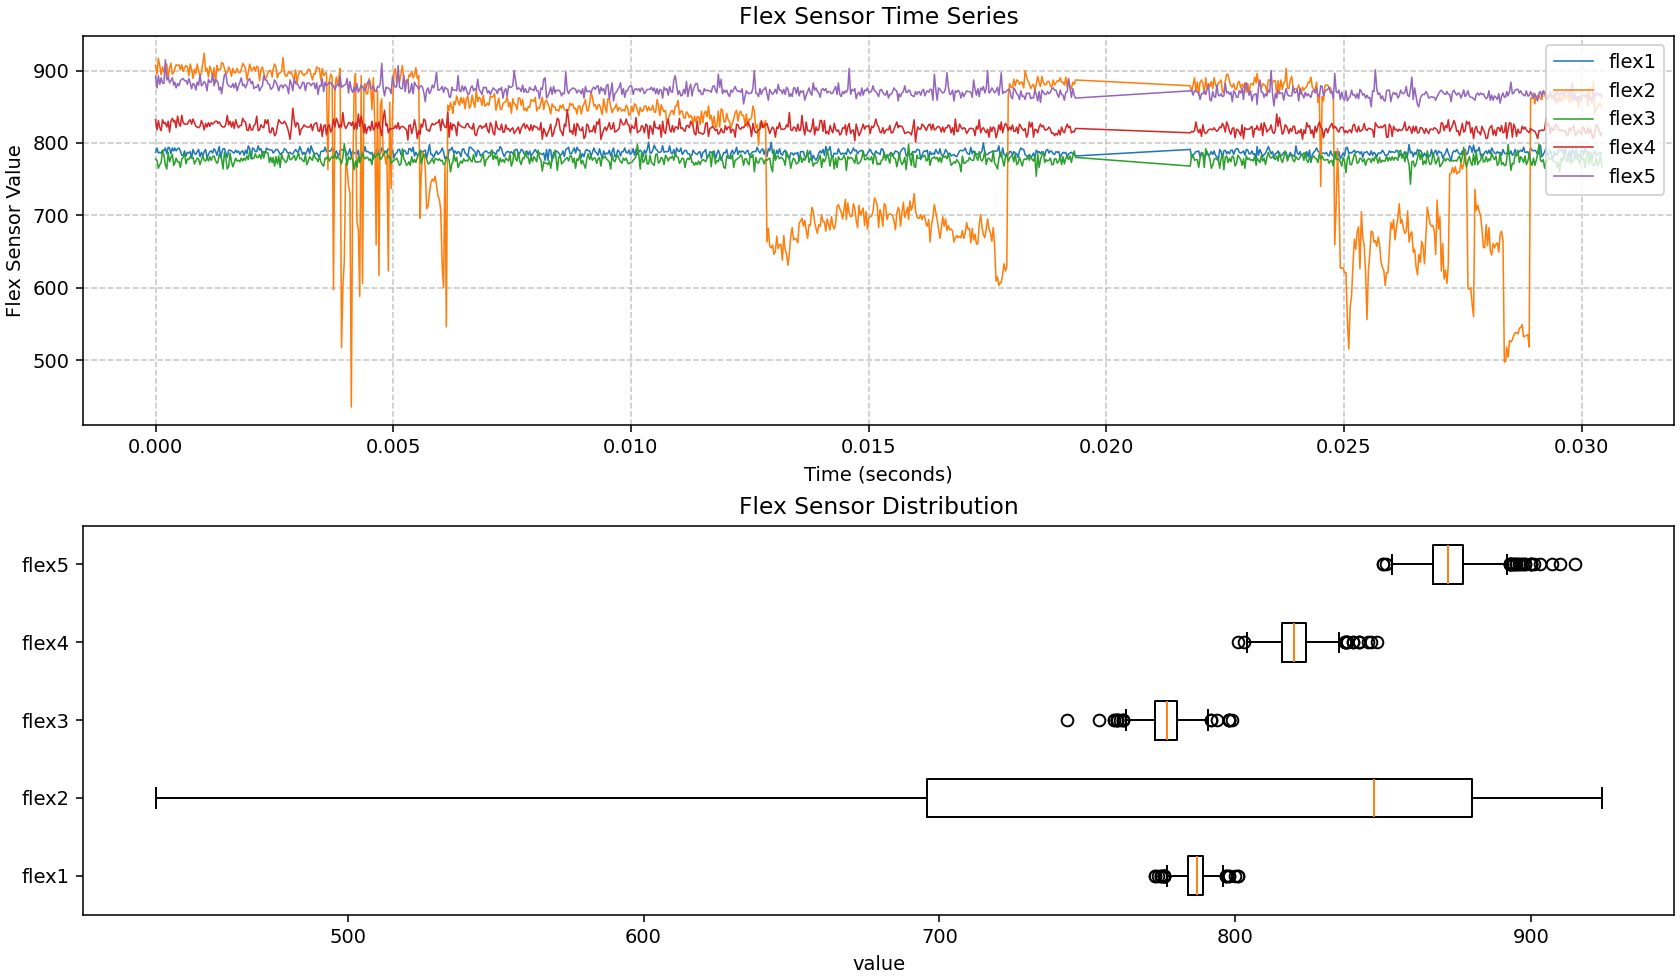 Flex Sensor Time Series
Flex Sensor Value
900
800
700
600
500
flex1
flex2
flex3
flex4
flex5
0.000 0.005 0.010 0.015 0.020 0.025 0.030
Time (seconds)
Flex Sensor Distribution
flex5
flex4
flex3
flex2
flex1
500 600 700 800 900
value